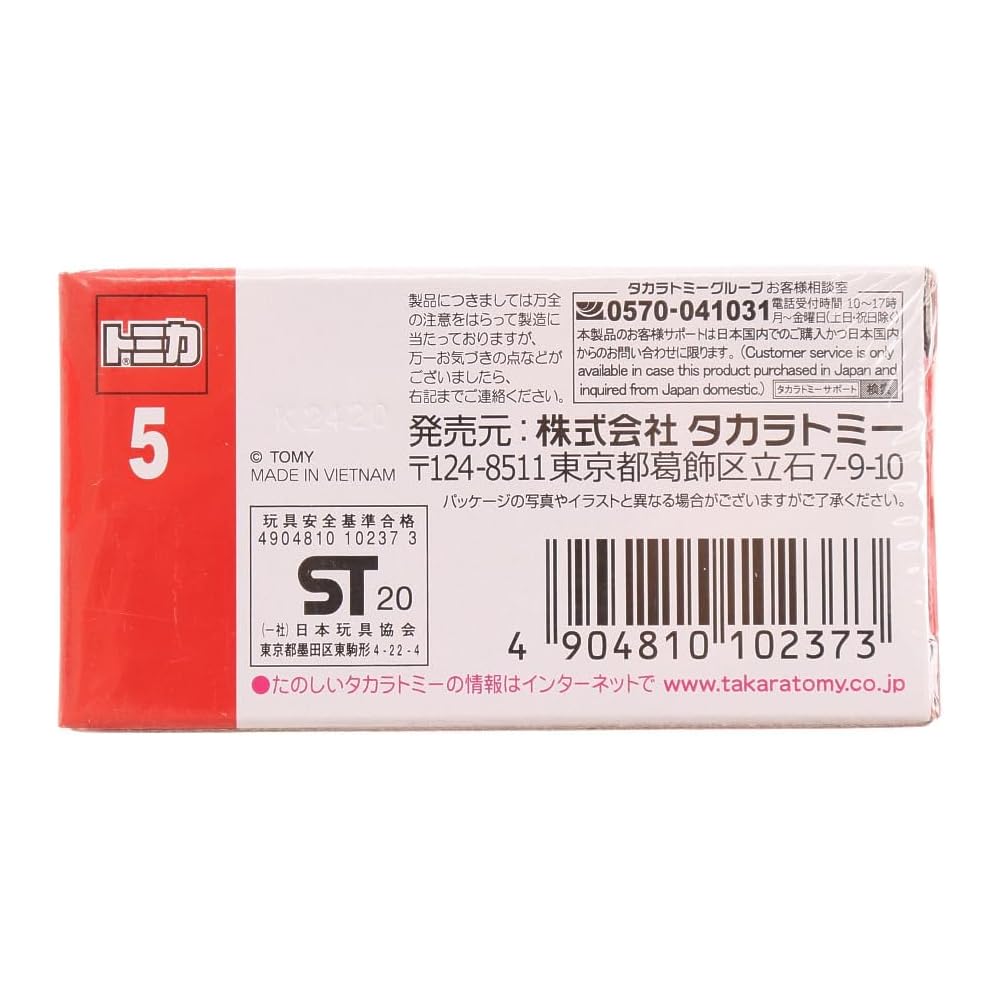 トミカ®
5
製品につきましては万全
の注意をはらって製造に
当たっておりますが、
万一お気づきの点などが
ございましたら、
右記までご連絡ください。
タカラトミーグループ お客様相談室
0570-041031 電話受付時間 10～17時
月～金曜日(土日・祝日除く)
本製品のお客様サポートは日本国内でのご購入かつ日本国内
からのお問い合わせに限ります。(Customer service is only
available in case this product purchased in Japan and
inquired from Japan domestic.) タカラトミーサポート 検索
K2420
© TOMY
MADE IN VIETNAM
発売元：株式会社 タカラトミー
〒124-8511東京都葛飾区立石7-9-10
パッケージの写真やイラストと異なる場合がございますがご了承ください。
玩具安全基準合格
4904810 10237 3
ST 20
(一社)日本玩具協会
東京都墨田区東駒形4-22-4
4 904810 102373
●たのしいタカラトミーの情報はインターネットで www.takaratomy.co.jp